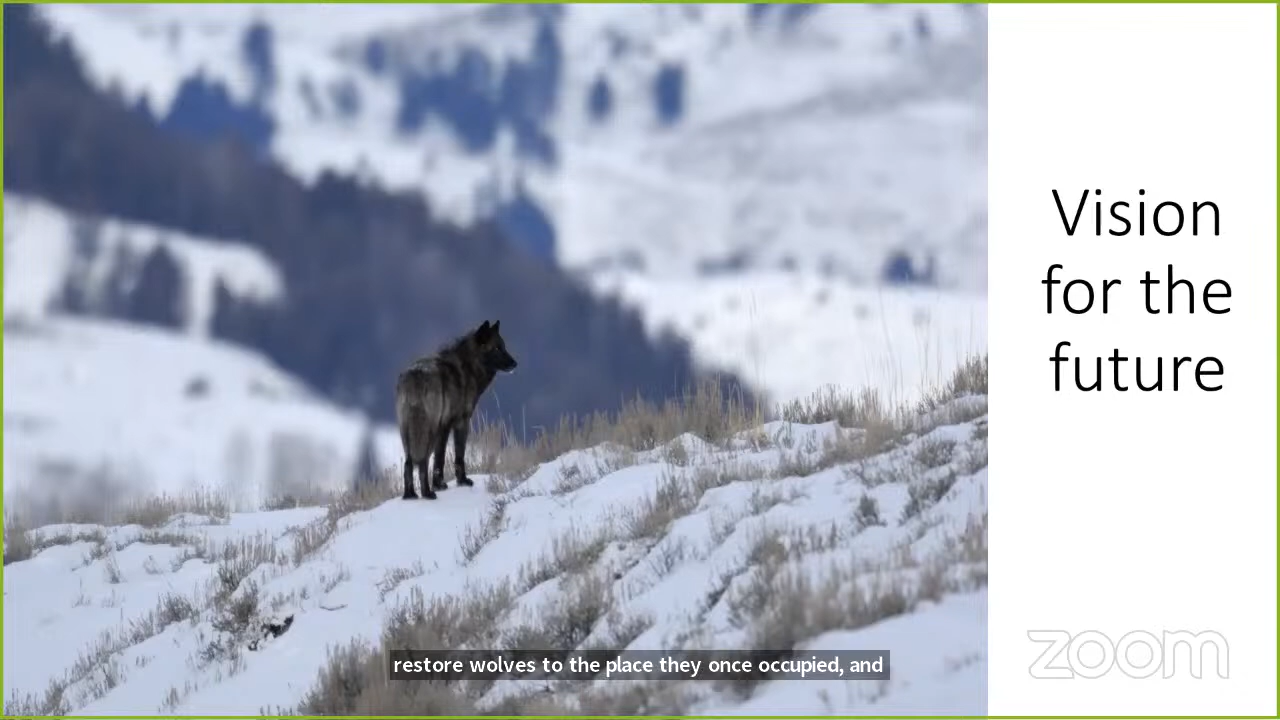 Vision
for the
future
restore wolves to the place they once occupied, and
zoom